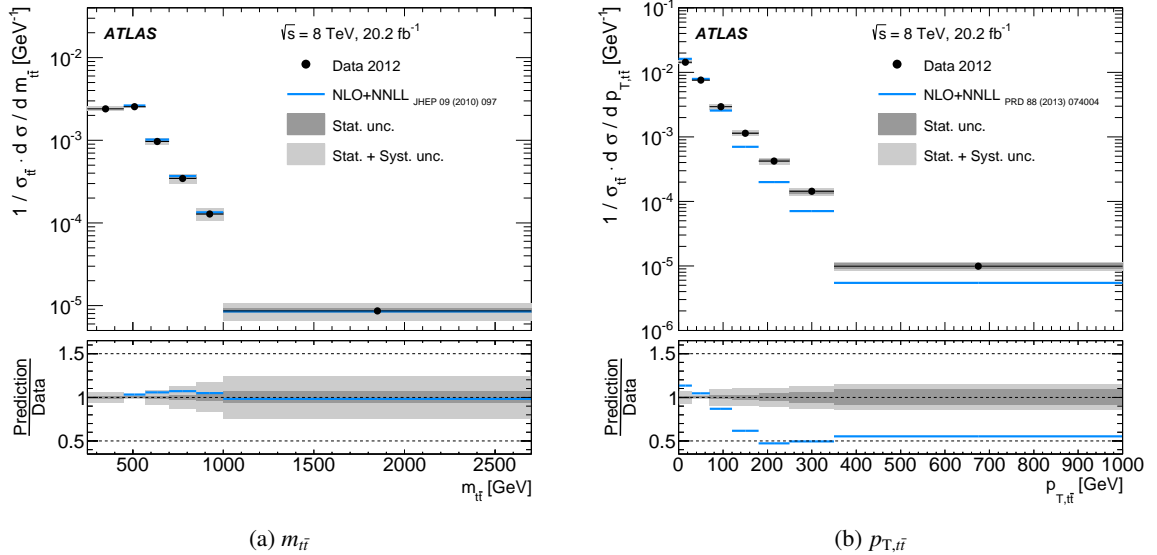 ATLAS
√s = 8 TeV, 20.2 fb⁻¹
Data 2012
NLO+NNLL JHEP 09 (2010) 097
Stat. unc.
Stat. + Syst. unc.
1 / σ_tt̄ · d σ / d m_tt̄ [GeV⁻¹]
10⁻²
10⁻³
10⁻⁴
10⁻⁵
Prediction
Data
1.5
1
0.5
500 1000 1500 2000 2500
m_tt̄ [GeV]
(a) m_tt̄
ATLAS
√s = 8 TeV, 20.2 fb⁻¹
Data 2012
NLO+NNLL PRD 88 (2013) 074004
Stat. unc.
Stat. + Syst. unc.
1 / σ_tt̄ · d σ / d p_T,tt̄ [GeV⁻¹]
10⁻¹
10⁻²
10⁻³
10⁻⁴
10⁻⁵
10⁻⁶
Prediction
Data
1.5
1
0.5
0 100 200 300 400 500 600 700 800 900 1000
p_T,tt̄ [GeV]
(b) p_T,tt̄